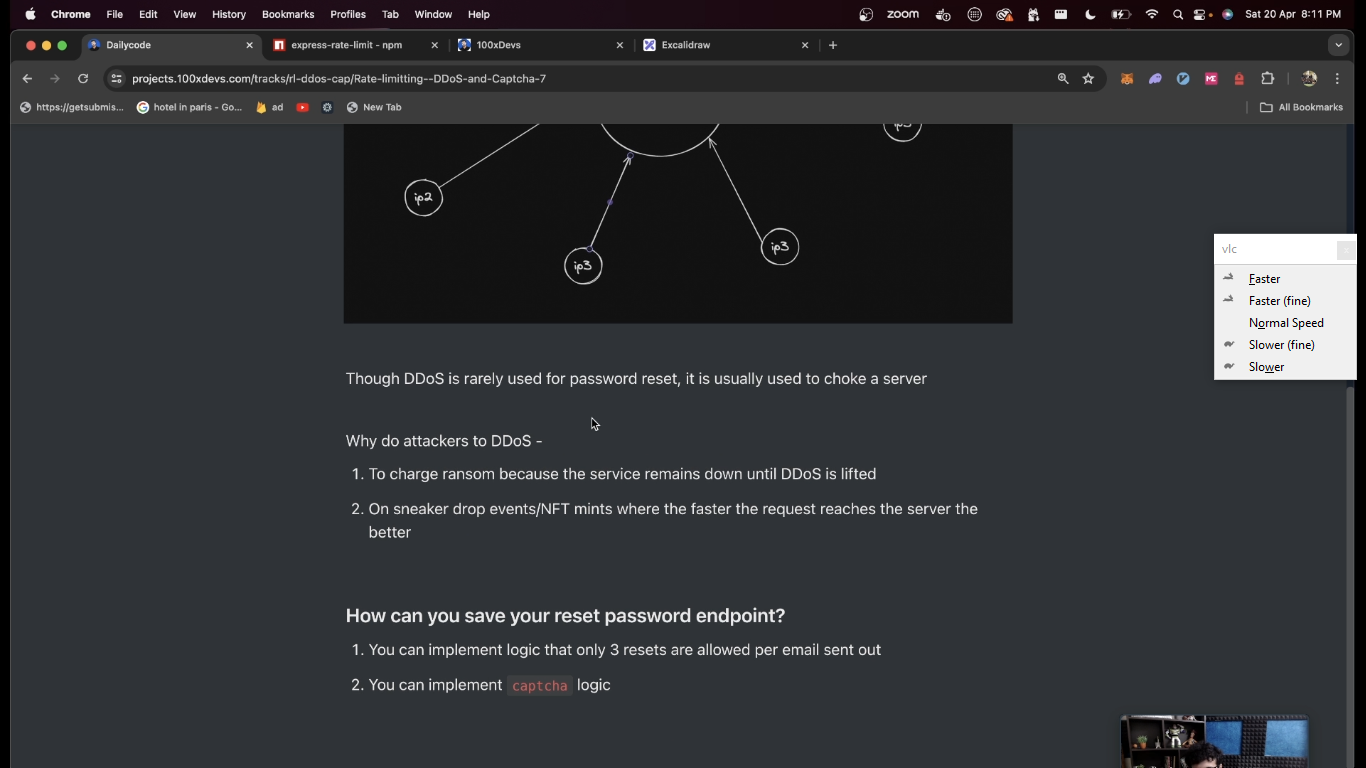 Chrome File Edit View History Bookmarks Profiles Tab Window Help
zoom
Sat 20 Apr 8:11 PM
Dailycode
express-rate-limit - npm
100xDevs
Excalidraw
projects.100xdevs.com/tracks/rl-ddos-cap/Rate-limitting--DDoS-and-Captcha-7
https://getsubmis...
hotel in paris - Go...
ad
New Tab
All Bookmarks
ip3
ip2
ip3
ip3
vlc
Faster
Faster (fine)
Normal Speed
Slower (fine)
Slower
Though DDoS is rarely used for password reset, it is usually used to choke a server
Why do attackers to DDoS -
1. To charge ransom because the service remains down until DDoS is lifted
2. On sneaker drop events/NFT mints where the faster the request reaches the server the
better
How can you save your reset password endpoint?
1. You can implement logic that only 3 resets are allowed per email sent out
2. You can implement captcha logic